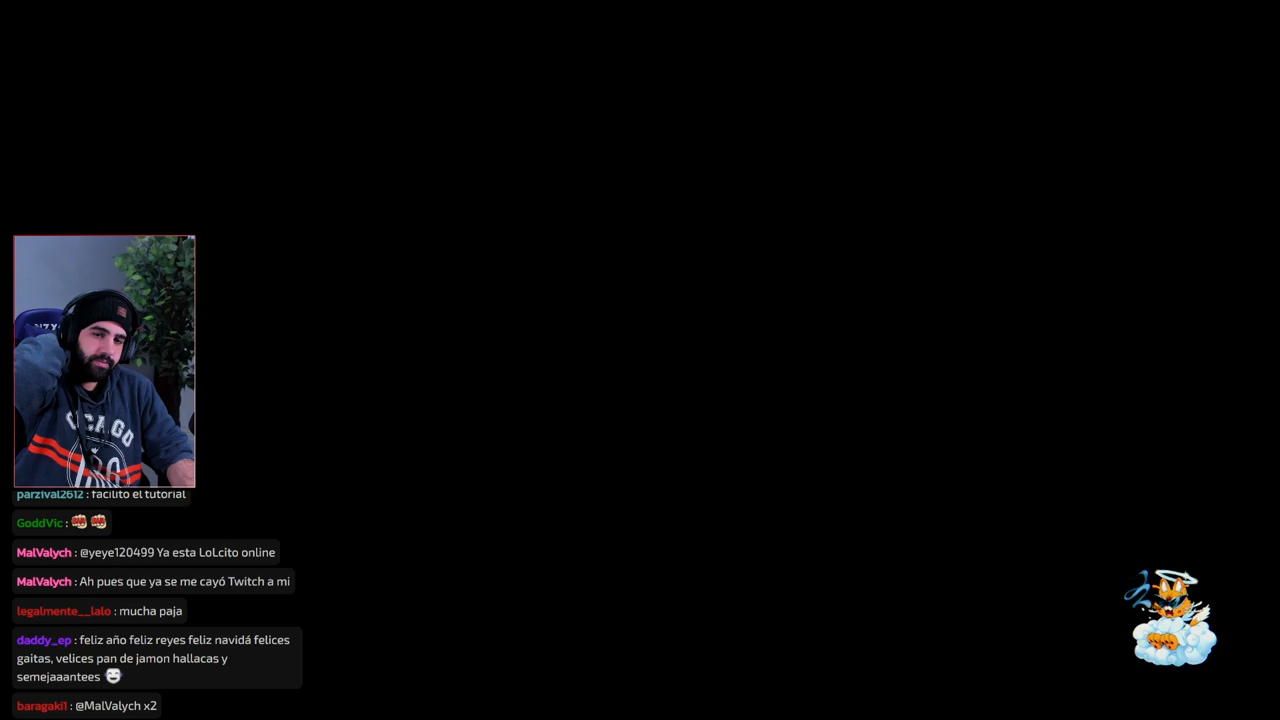 CHICAGO
parzival2612 : facilito el tutorial
GoddVic :
MalValych : @yeye120499 Ya esta LoLcito online
MalValych : Ah pues que ya se me cayó Twitch a mi
legalmente__lalo : mucha paja
daddy_ep : feliz año feliz reyes feliz navidá felices
gaitas, velices pan de jamon hallacas y
semejaaantees
baragaki1 : @MalValych x2